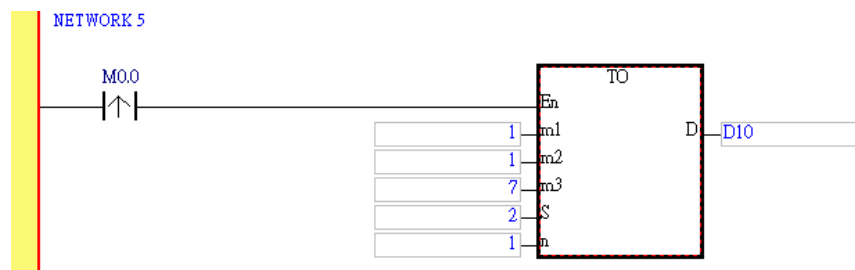 NETWORK 5
M0.0
TO
En
1 m1 D D10
1 m2
7 m3
2 S
1 n